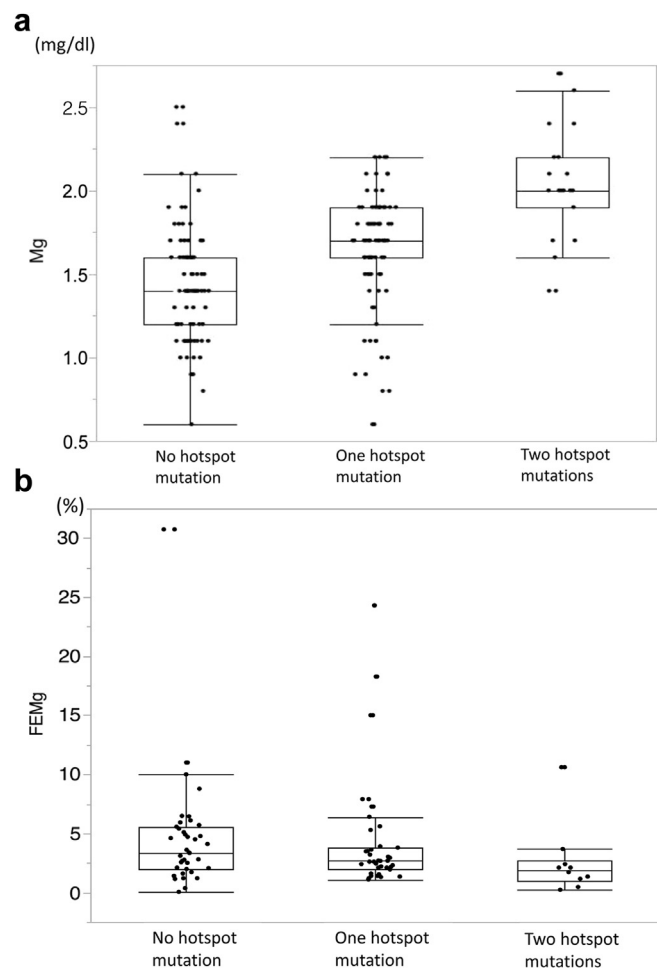 a
(mg/dl)
2.5
2.0
1.5
1.0
0.5
Mg
No hotspot
mutation
One hotspot
mutation
Two hotspot
mutations
b
(%)
30
25
20
15
10
5
0
FEMg
No hotspot
mutation
One hotspot
mutation
Two hotspot
mutations